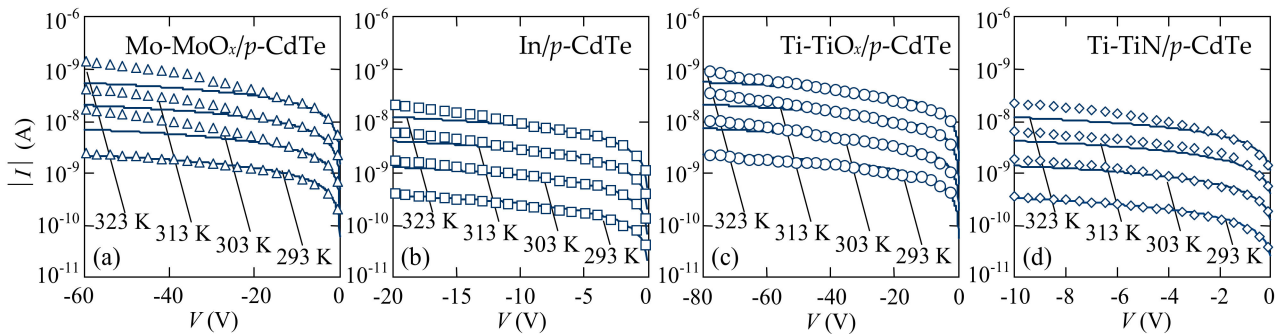 |I| (A)
10⁻⁶
10⁻⁹
10⁻⁸
10⁻⁹
10⁻¹⁰
10⁻¹¹
Mo-MoOₓ/p-CdTe
323 K
313 K
303 K
293 K
(a)
-60 -40 -20 0
V (V)
10⁻⁶
10⁻⁹
10⁻⁸
10⁻⁹
10⁻¹⁰
10⁻¹¹
In/p-CdTe
323 K
313 K
303 K
293 K
(b)
-20 -15 -10 -5 0
V (V)
10⁻⁶
10⁻⁹
10⁻⁸
10⁻⁹
10⁻¹⁰
10⁻¹¹
Ti-TiOₓ/p-CdTe
323 K
313 K
303 K
293 K
(c)
-80 -60 -40 -20 0
V (V)
10⁻⁶
10⁻⁹
10⁻⁸
10⁻⁹
10⁻¹⁰
10⁻¹¹
Ti-TiN/p-CdTe
323 K
313 K
303 K
293 K
(d)
-10 -8 -6 -4 -2 0
V (V)